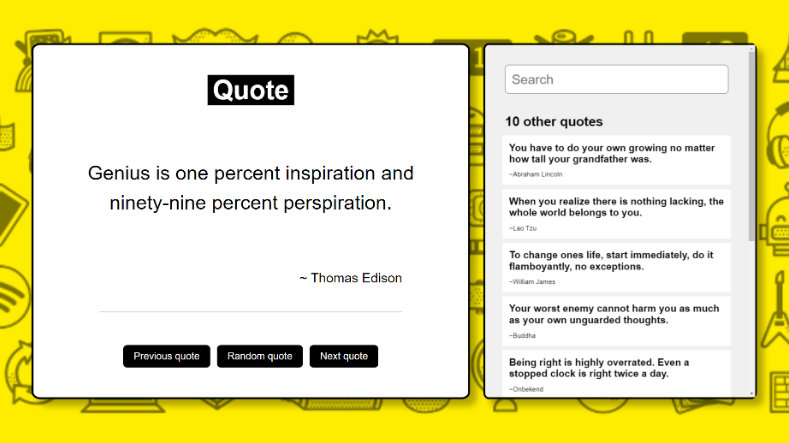 Quote
Genius is one percent inspiration and
ninety-nine percent perspiration.
~ Thomas Edison
Previous quote
Random quote
Next quote
Search
10 other quotes
You have to do your own growing no matter
how tall your grandfather was.
~Abraham Lincoln
When you realize there is nothing lacking, the
whole world belongs to you.
~Lao Tzu
To change ones life, start immediately, do it
flamboyantly, no exceptions.
~William James
Your worst enemy cannot harm you as much
as your own unguarded thoughts.
~Buddha
Being right is highly overrated. Even a
stopped clock is right twice a day.
~Onbekend